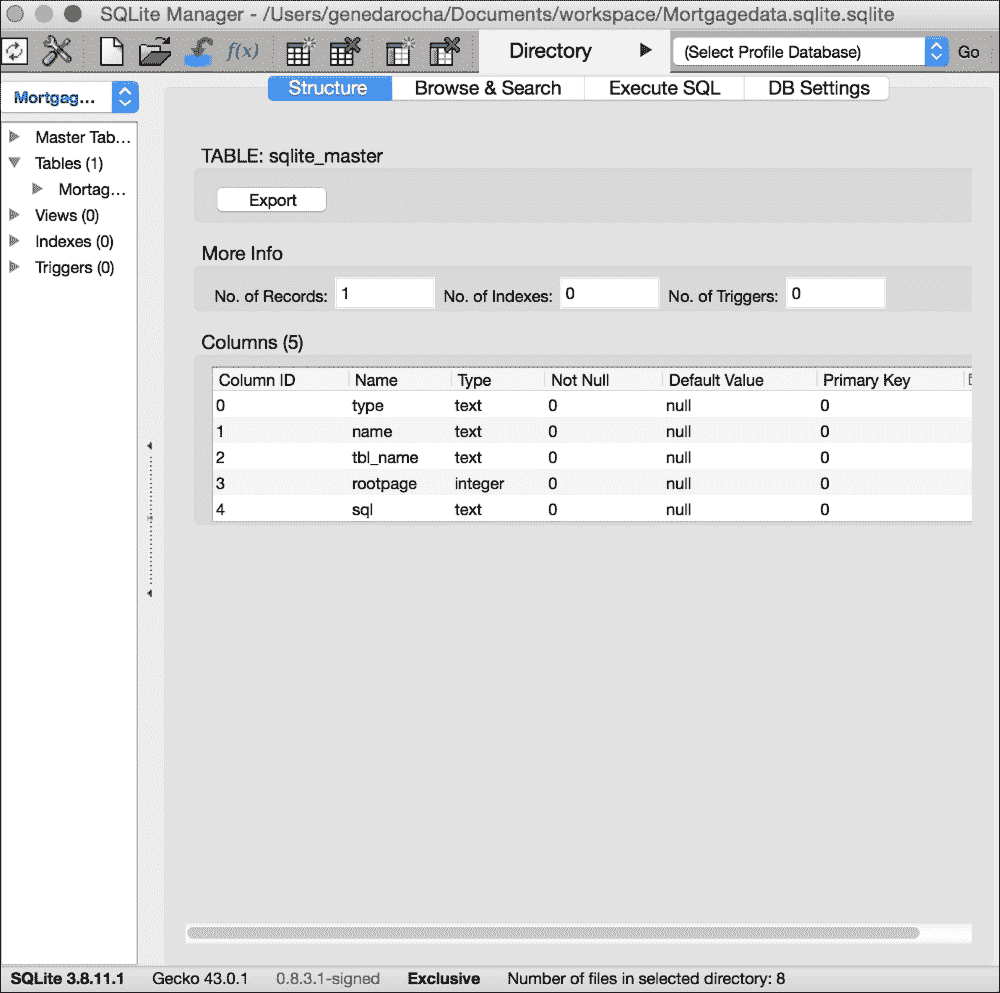 SQLite Manager - /Users/genedarocha/Documents/workspace/Mortgagedata.sqlite.sqlite
f(x) Directory (Select Profile Database) Go
Mortgag...
Structure Browse & Search Execute SQL DB Settings
Master Tab...
Tables (1)
Mortag...
Views (0)
Indexes (0)
Triggers (0)
TABLE: sqlite_master
Export
More Info
No. of Records: 1 No. of Indexes: 0 No. of Triggers: 0
Columns (5)
Column ID Name Type Not Null Default Value Primary Key
0 type text 0 null 0
1 name text 0 null 0
2 tbl_name text 0 null 0
3 rootpage integer 0 null 0
4 sql text 0 null 0
SQLite 3.8.11.1 Gecko 43.0.1 0.8.3.1-signed Exclusive Number of files in selected directory: 8